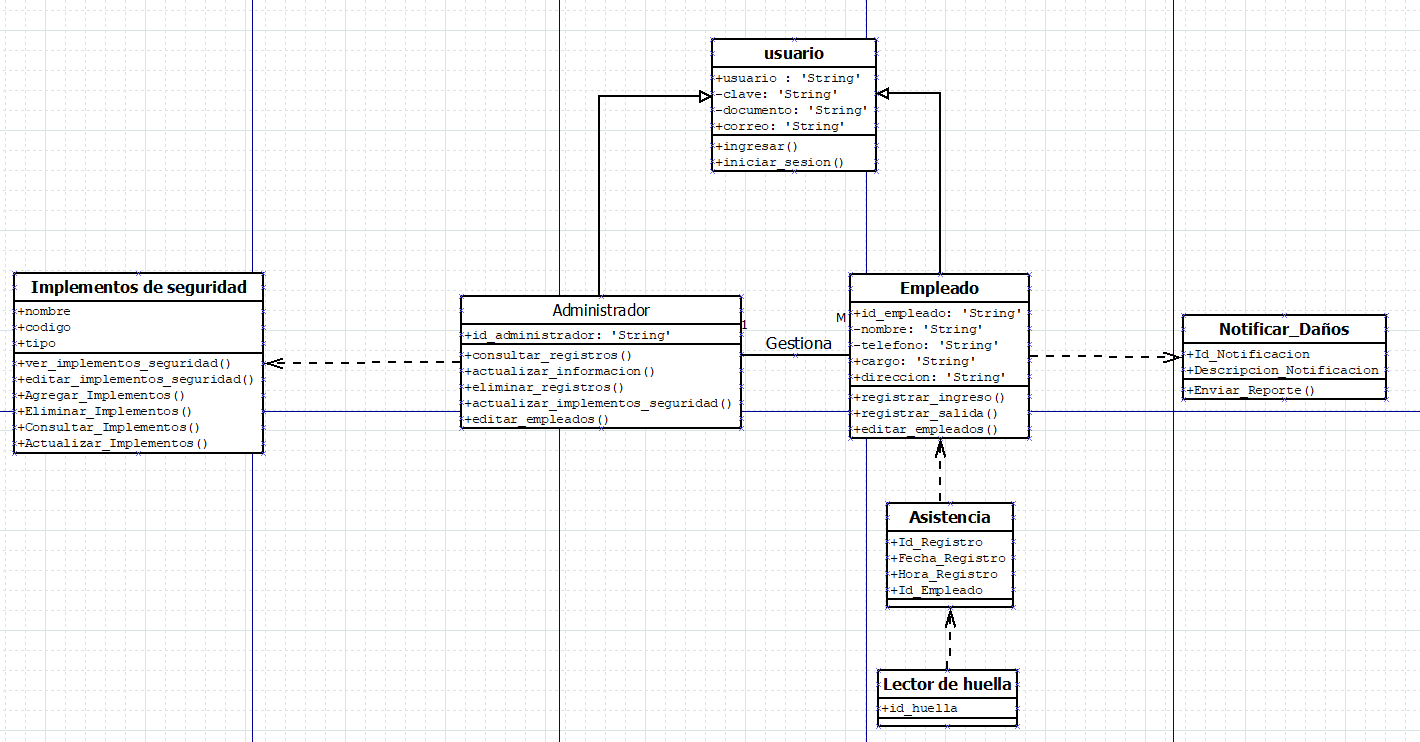 usuario
+usuario : 'String'
-clave: 'String'
-documento: 'String'
+correo: 'String'
+ingresar()
+iniciar_sesion()
Implementos de seguridad
+nombre
+codigo
+tipo
+ver_implementos_seguridad()
+editar_implementos_seguridad()
+Agregar_Implementos()
+Eliminar_Implementos()
+Consultar_Implementos()
+Actualizar_Implementos()
Administrador
+id_administrador: 'String'
+consultar_registros()
+actualizar_informacion()
+eliminar_registros()
+actualizar_implementos_seguridad()
+editar_empleados()
1
Gestiona
M
Empleado
+id_empleado: 'String'
-nombre: 'String'
-telefono: 'String'
+cargo: 'String'
+direccion: 'String'
+registrar_ingreso()
+registrar_salida()
+editar_empleados()
Notificar_Daños
+Id_Notificacion
+Descripcion_Notificacion
+Enviar_Reporte()
Asistencia
+Id_Registro
+Fecha_Registro
+Hora_Registro
+Id_Empleado
Lector de huella
+id_huella